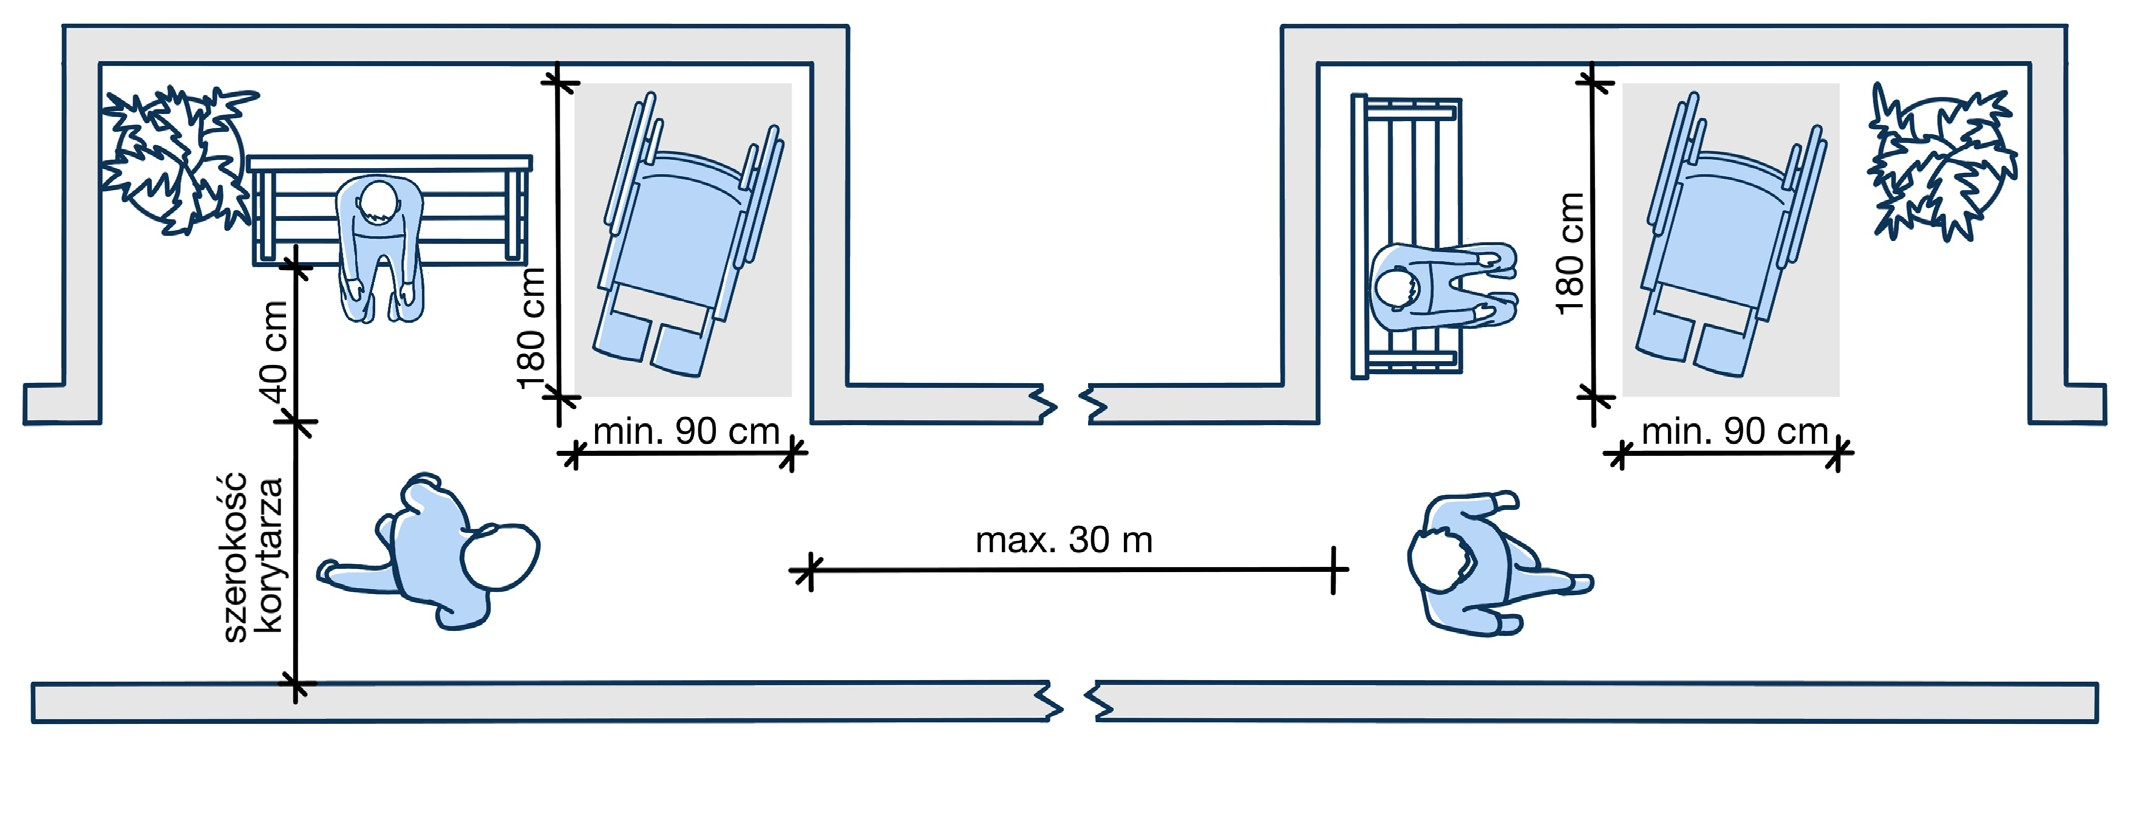 40 cm
180 cm
min. 90 cm
szerokość
korytarza
max. 30 m
180 cm
min. 90 cm